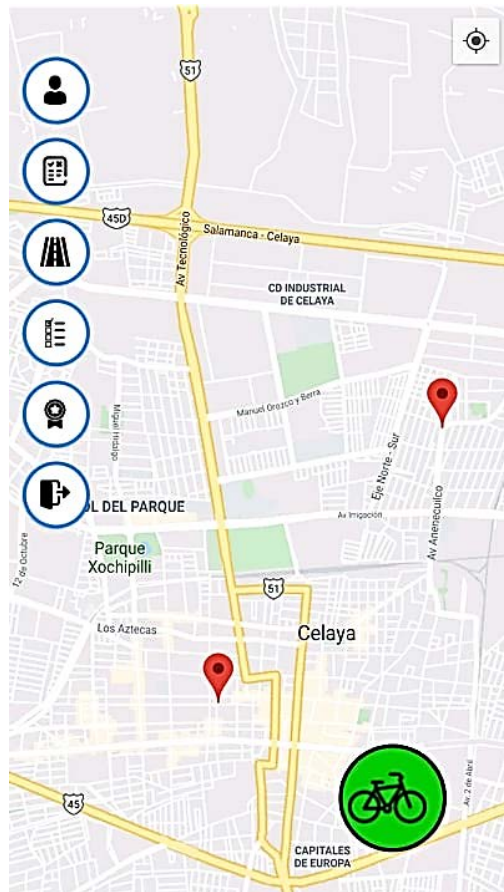 51
45D
Salamanca - Celaya
Av Tecnológico
CD INDUSTRIAL
DE CELAYA
Manuel Orozco y Berra
Miguel Hidalgo
Eje Norte - Sur
OL DEL PARQUE
Av Irrigación
Av Anenecuilco
Parque
Xochipilli
12 de Octubre
51
Los Aztecas
Celaya
Av. 2 de Abril
45
CAPITALES
DE EUROPA